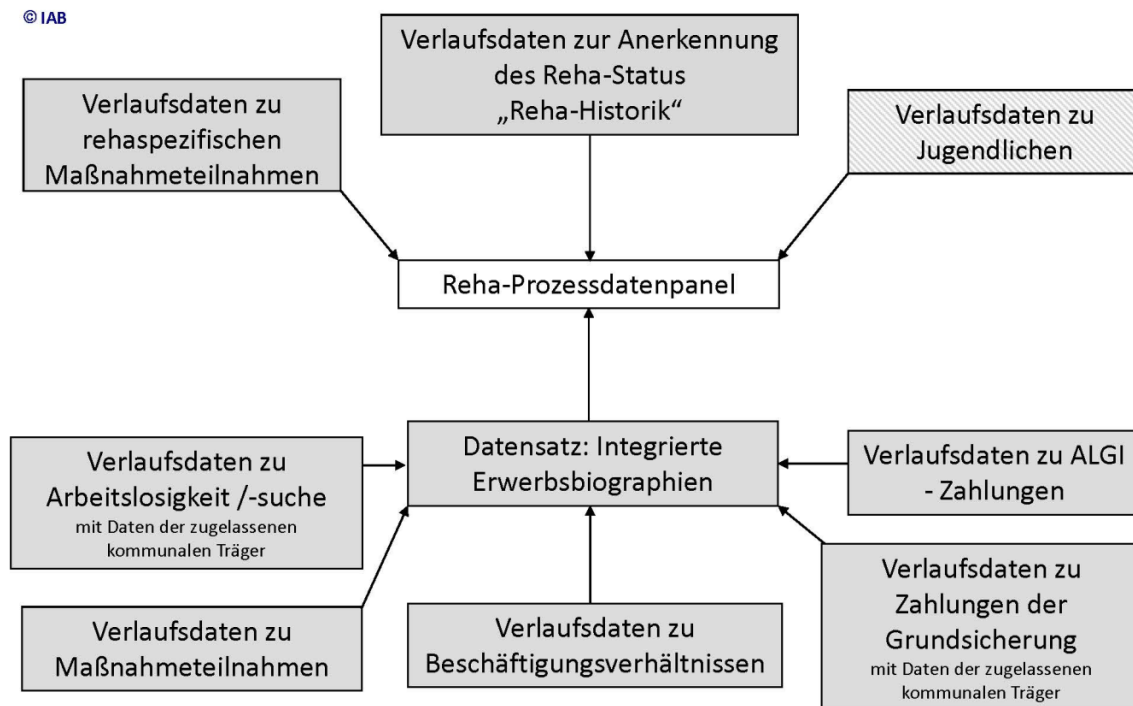 © IAB
Verlaufsdaten zur Anerkennung
des Reha-Status
„Reha-Historik“
Verlaufsdaten zu
rehaspezifischen
Maßnahmeteilnahmen
Verlaufsdaten zu
Jugendlichen
Reha-Prozessdatenpanel
Datensatz: Integrierte
Erwerbsbiographien
Verlaufsdaten zu
Arbeitslosigkeit /-suche
mit Daten der zugelassenen
kommunalen Träger
Verlaufsdaten zu ALGI
- Zahlungen
Verlaufsdaten zu
Maßnahmeteilnahmen
Verlaufsdaten zu
Beschäftigungsverhältnissen
Verlaufsdaten zu
Zahlungen der
Grundsicherung
mit Daten der zugelassenen
kommunalen Träger